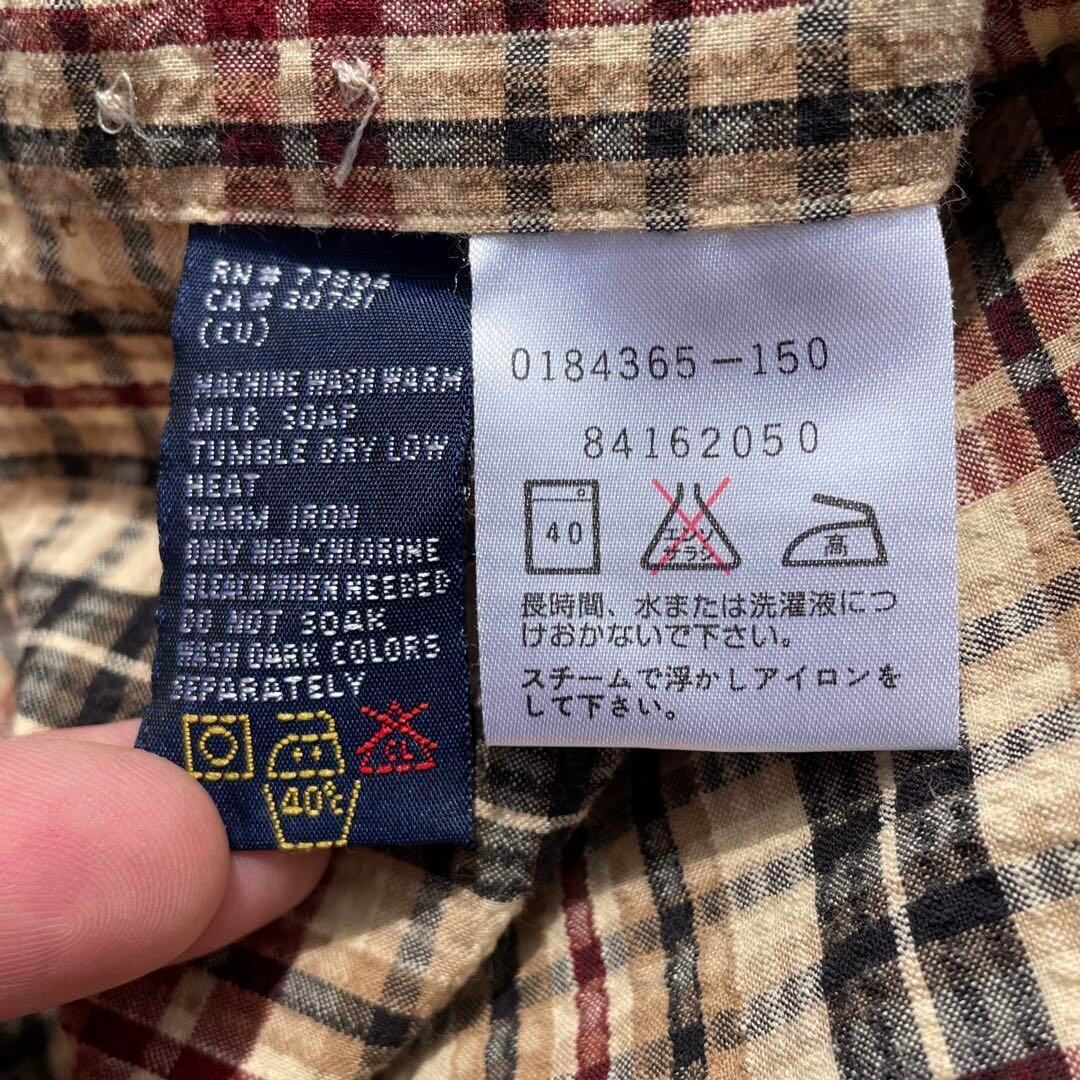 RN# 77806
CA# 30791
(CU)
MACHINE WASH WARM
MILD SOAP
TUMBLE DRY LOW
HEAT
WARM IRON
ONLY NON-CHLORINE
BLEACH WHEN NEEDED
DO NOT SOAK
WASH DARK COLORS
SEPARATELY
CL
40℃
0184365-150
84162050
40
エンソ
サラシ
高
長時間、水または洗濯液につ
けおかないで下さい。
スチームで浮かしアイロンを
して下さい。